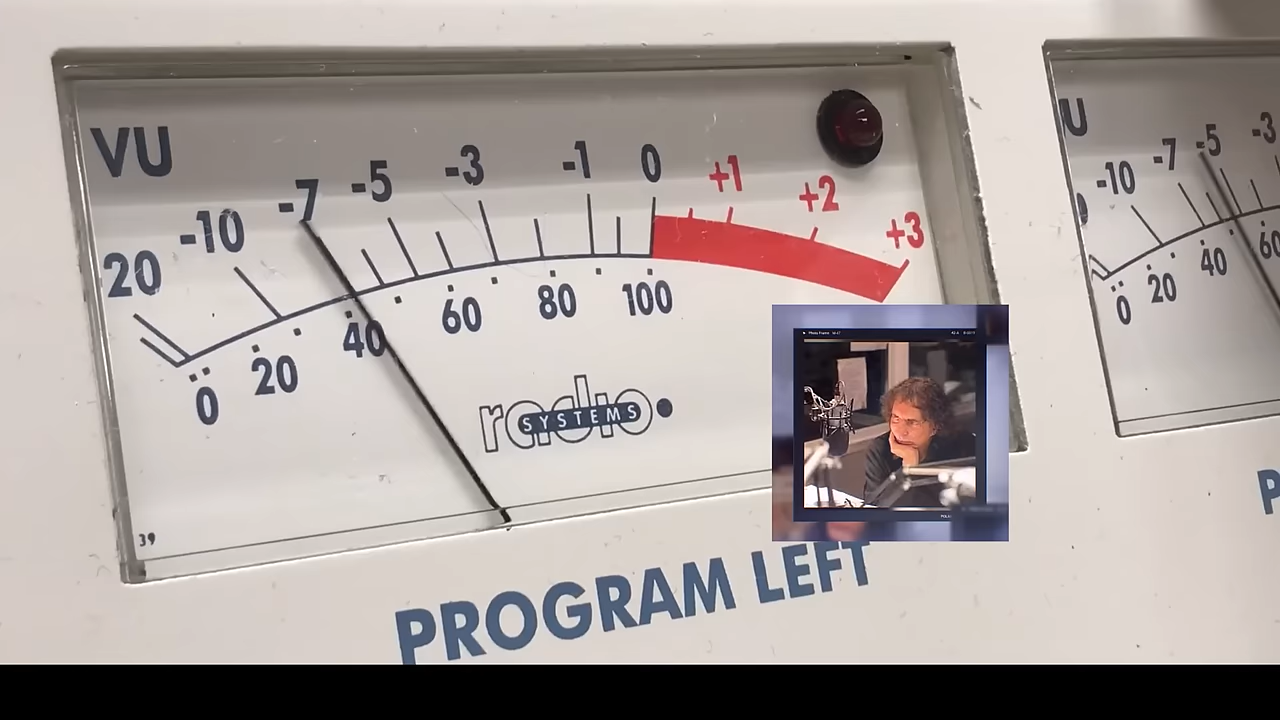 VU
20 -10 -7 -5 -3 -1 0 +1 +2 +3
0 20 40 60 80 100
radio
SYSTEMS
39
PROGRAM LEFT
U
-10 -7 -5 -3
0 20 40 60
P